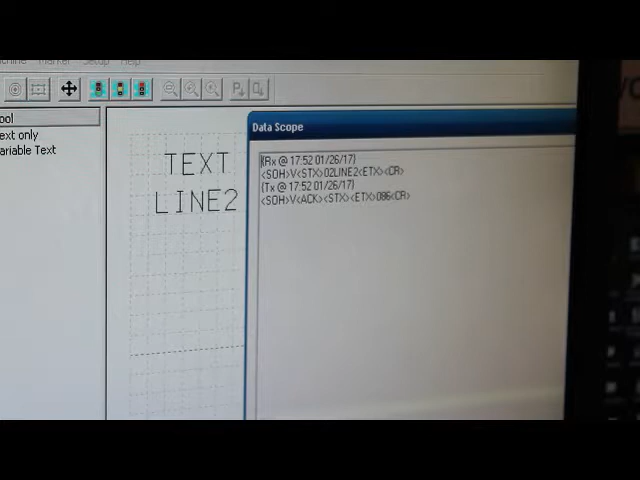 Marker Setup Help
ool
ext only
ariable Text
TEXT
LINE2
Data Scope
(Rx @ 17:52 01/26/17)
<SOH>V<STX>02LINE2<ETX><CR>
(Tx @ 17:52 01/26/17)
<SOH>V<ACK><STX><ETX>086<CR>